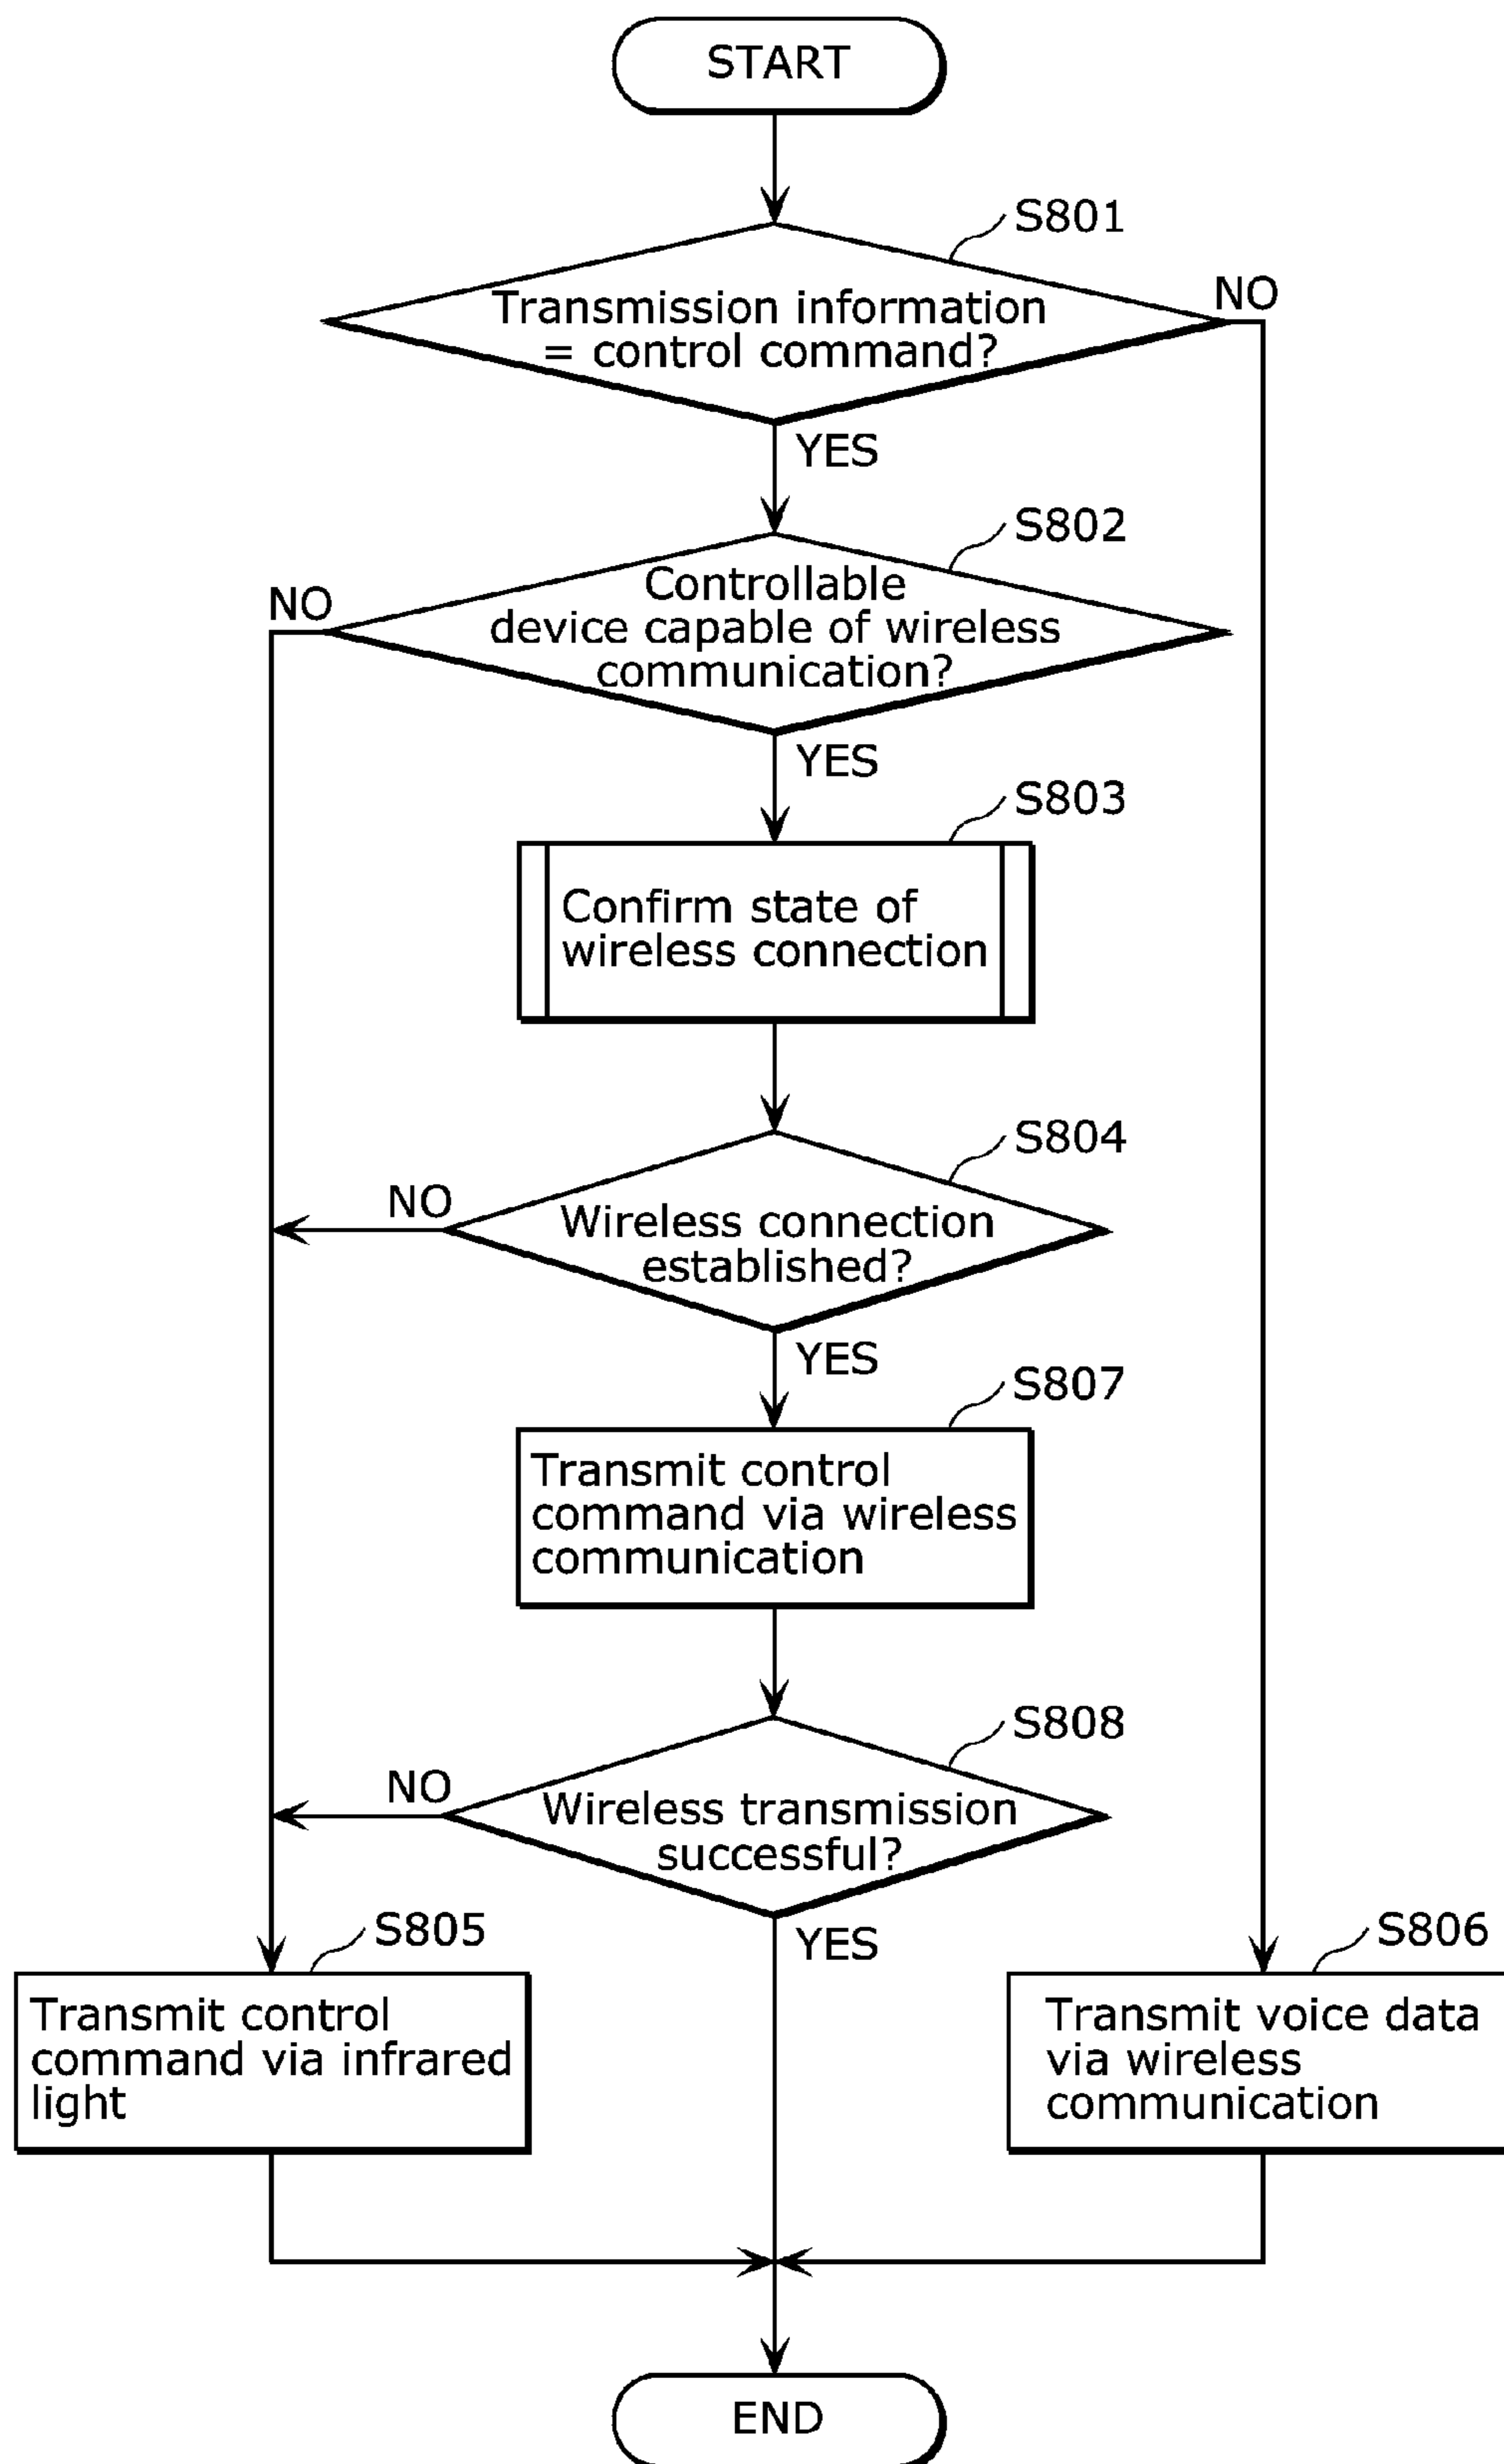 START
S801
NO
Transmission information
= control command?
YES
S802
NO
Controllable
device capable of wireless
communication?
YES
S803
Confirm state of
wireless connection
S804
NO
Wireless connection
established?
YES
S807
Transmit control
command via wireless
communication
S808
NO
Wireless transmission
successful?
YES
S805
Transmit control
command via infrared
light
S806
Transmit voice data
via wireless
communication
END